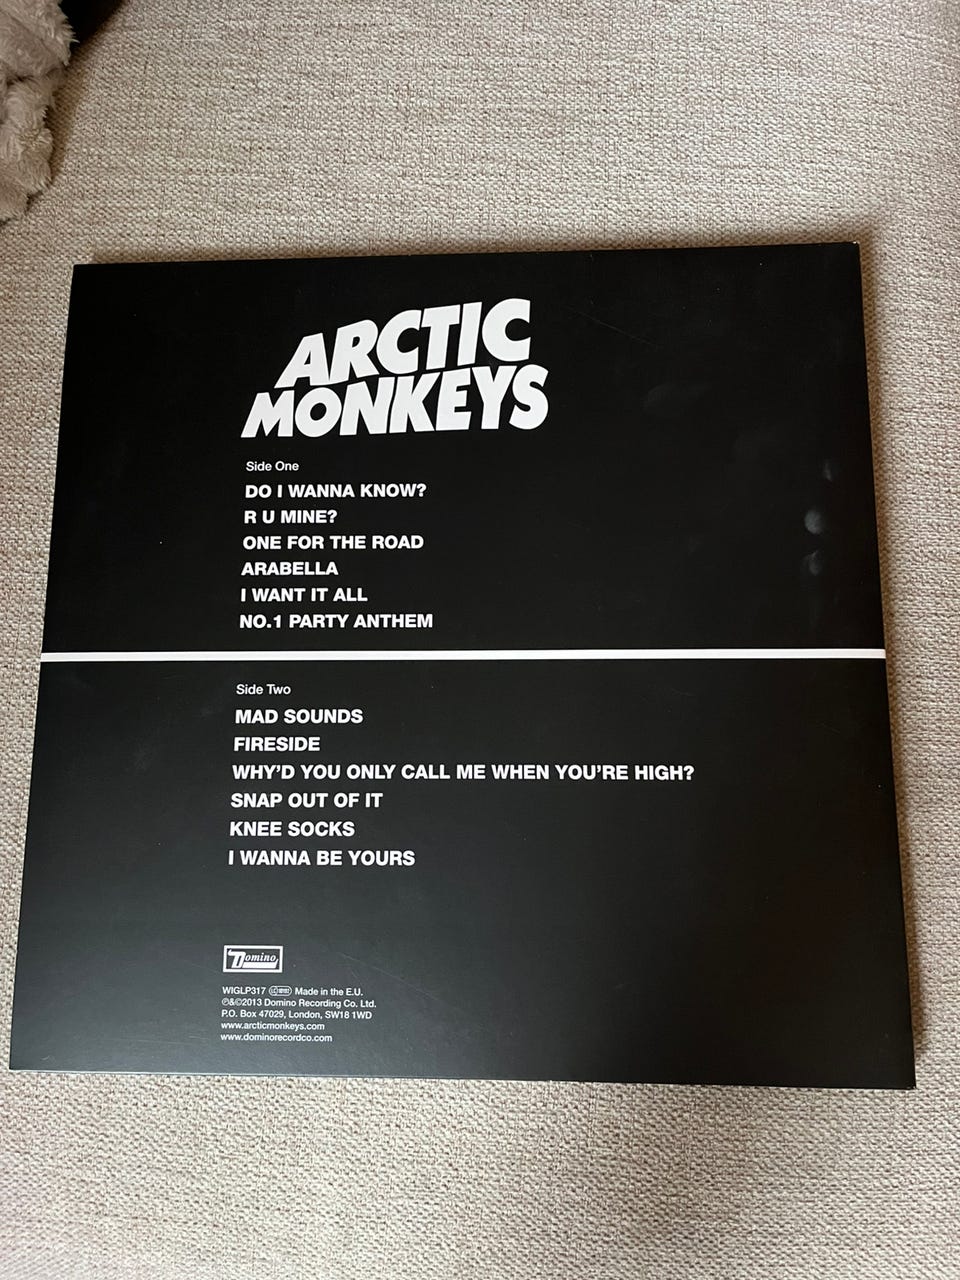 ARCTIC
MONKEYS
Side One
DO I WANNA KNOW?
R U MINE?
ONE FOR THE ROAD
ARABELLA
I WANT IT ALL
NO.1 PARTY ANTHEM
Side Two
MAD SOUNDS
FIRESIDE
WHY'D YOU ONLY CALL ME WHEN YOU'RE HIGH?
SNAP OUT OF IT
KNEE SOCKS
I WANNA BE YOURS
Domino
WIGLP317 Made in the E.U.
℗&©2013 Domino Recording Co. Ltd.
P.O. Box 47029, London, SW18 1WD
www.arcticmonkeys.com
www.dominorecordco.com